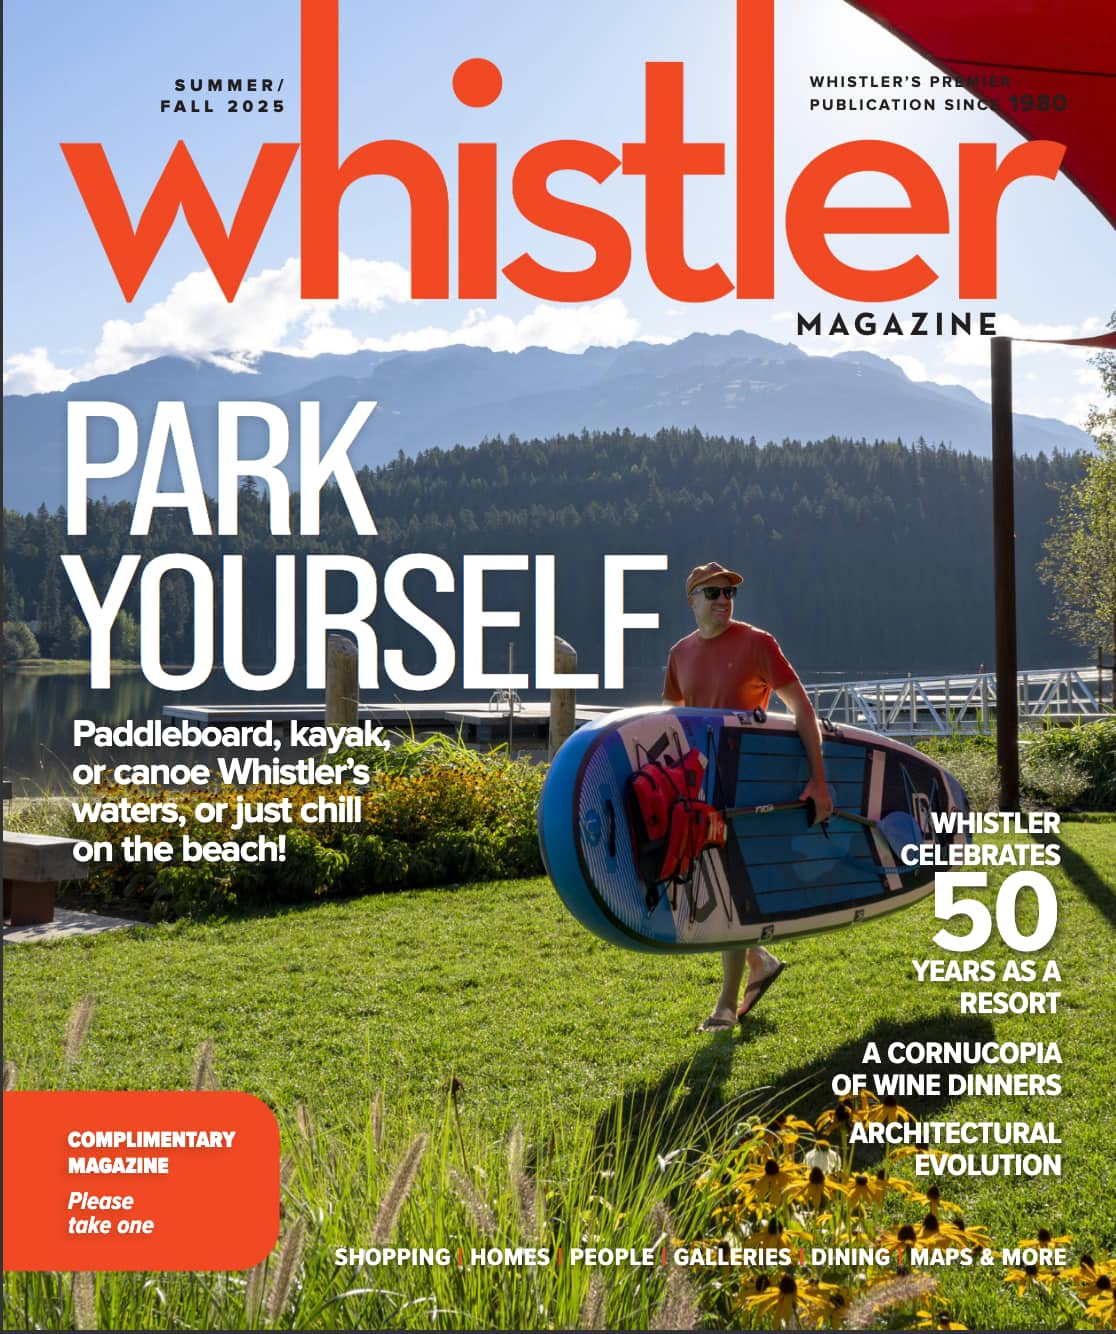 SUMMER/
FALL 2025
WHISTLER'S PREMIER
PUBLICATION SINCE 1980
whistler
MAGAZINE
PARK
YOURSELF
Paddleboard, kayak,
or canoe Whistler's
waters, or just chill
on the beach!
WHISTLER
CELEBRATES
50
YEARS AS A
RESORT
A CORNUCOPIA
OF WINE DINNERS
ARCHITECTURAL
EVOLUTION
COMPLIMENTARY
MAGAZINE
Please
take one
SHOPPING | HOMES | PEOPLE | GALLERIES | DINING | MAPS & MORE